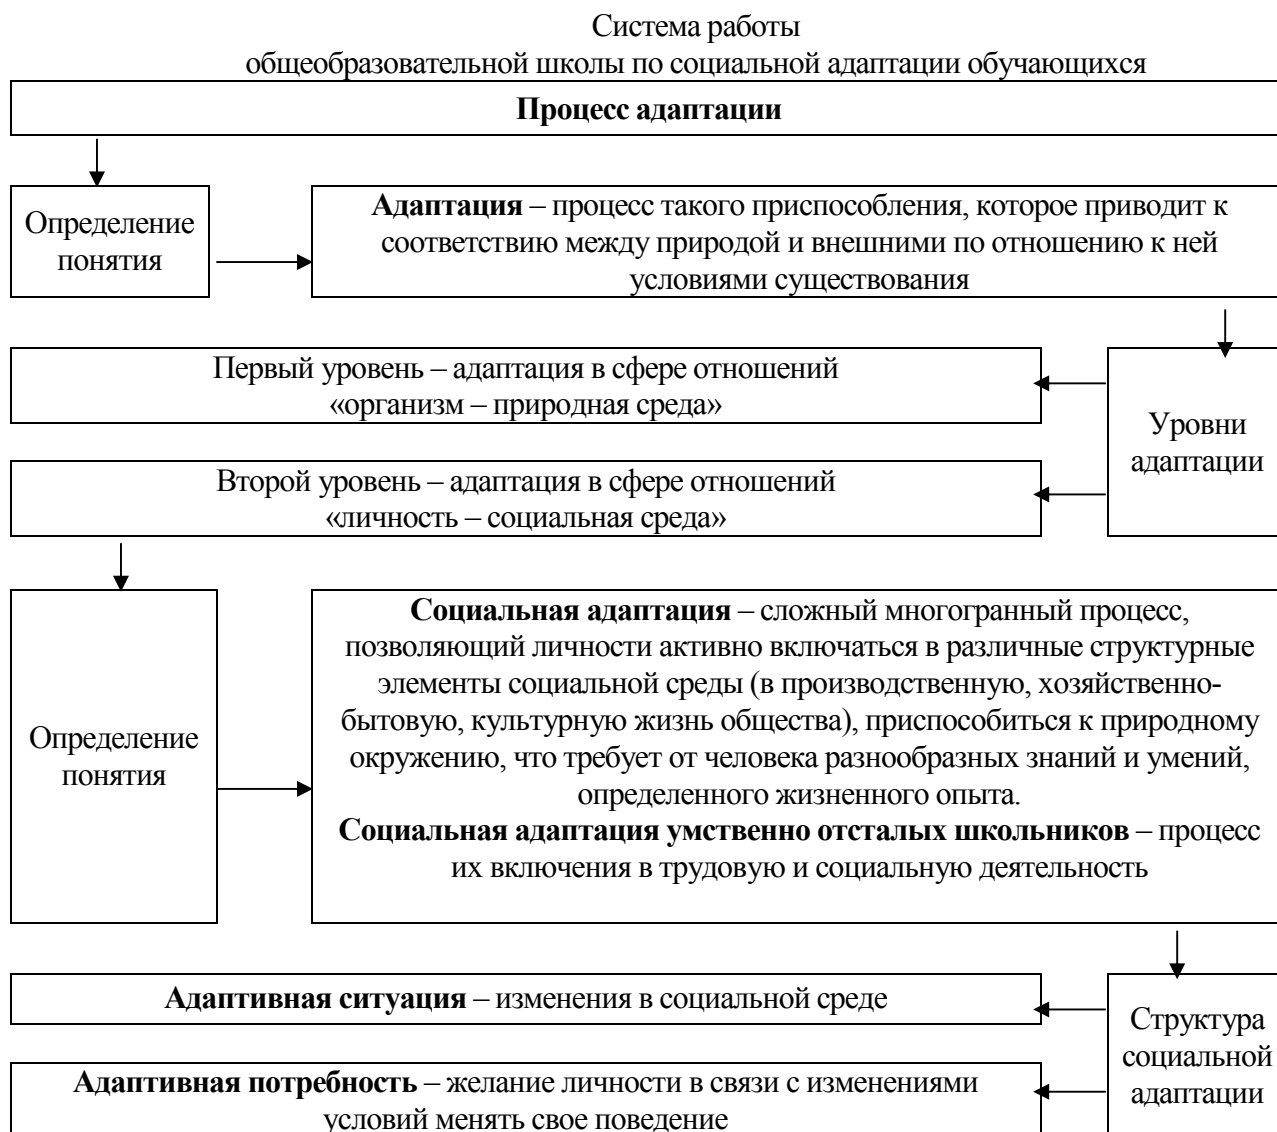 Система работы
общеобразовательной школы по социальной адаптации обучающихся
Процесс адаптации
Определение
понятия
Адаптация – процесс такого приспособления, которое приводит к
соответствию между природой и внешними по отношению к ней
условиями существования
Первый уровень – адаптация в сфере отношений
«организм – природная среда»
Уровни
адаптации
Второй уровень – адаптация в сфере отношений
«личность – социальная среда»
Определение
понятия
Социальная адаптация – сложный многогранный процесс,
позволяющий личности активно включаться в различные структурные
элементы социальной среды (в производственную, хозяйственно-
бытовую, культурную жизнь общества), приспособиться к природному
окружению, что требует от человека разнообразных знаний и умений,
определенного жизненного опыта.
Социальная адаптация умственно отсталых школьников – процесс
их включения в трудовую и социальную деятельность
Адаптивная ситуация – изменения в социальной среде
Структура
социальной
адаптации
Адаптивная потребность – желание личности в связи с изменениями
условий менять свое поведение